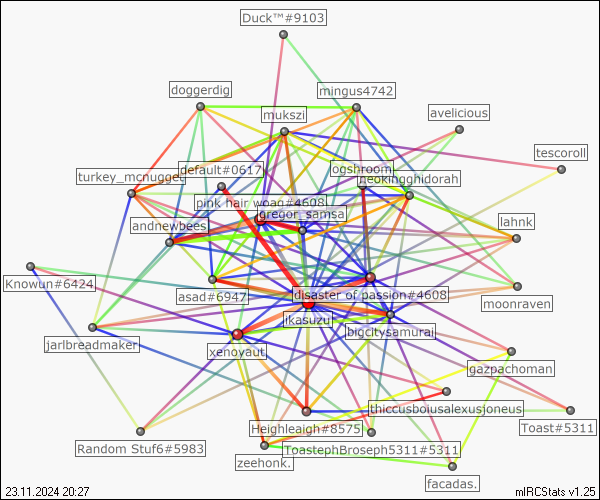 Duck™#9103
doggerdig
mingus4742
mukszi
avelicious
tescoroll
default#0617
ogshroom.
turkey_mcnugget
neokingghidorah
pink hair woao#4608
gregor_samsa
andnewbees
lahnk
Knowun#6424
asad#6947
disaster of passion#4608
moonraven
ikasuzu
bigcitysamurai
jarlbreadmaker
xenoyaut
gazpachoman
thiccusboiusalexusjoneus
Heighleaigh#8575
Toast#5311
Random Stuf6#5983
ToastephBroseph5311#5311
zeehonk.
facadas.
23.11.2024 20:27
mIRCStats v1.25